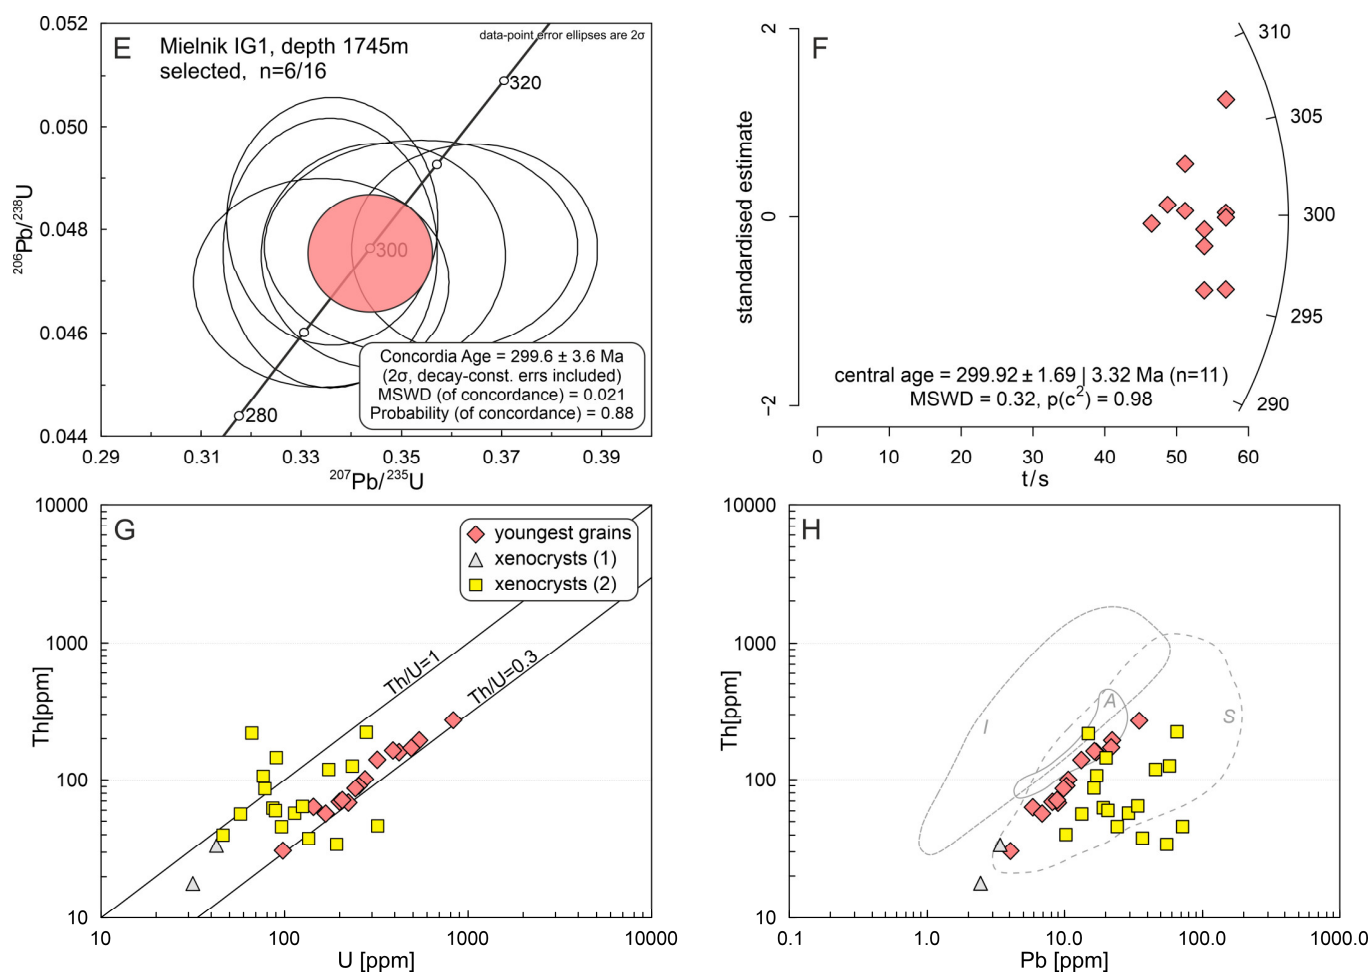 E
Mielnik IG1, depth 1745m
selected, n=6/16
data-point error ellipses are 2σ
0.052
0.050
0.048
0.046
0.044
²⁰⁶Pb/²³⁸U
320
300
280
Concordia Age = 299.6 ± 3.6 Ma
(2σ, decay-const. errs included)
MSWD (of concordance) = 0.021
Probability (of concordance) = 0.88
0.29
0.31
0.33
0.35
0.37
0.39
²⁰⁷Pb/²³⁵U
F
2
0
−2
standardised estimate
310
305
300
295
290
central age = 299.92 ± 1.69 | 3.32 Ma (n=11)
MSWD = 0.32, p(c²) = 0.98
0
10
20
30
40
50
60
t/s
G
10000
1000
100
10
Th[ppm]
youngest grains
xenocrysts (1)
xenocrysts (2)
Th/U=1
Th/U=0.3
10
100
1000
10000
U [ppm]
H
10000
1000
100
10
Th[ppm]
I
A
S
0.1
1.0
10.0
100.0
1000.0
Pb [ppm]